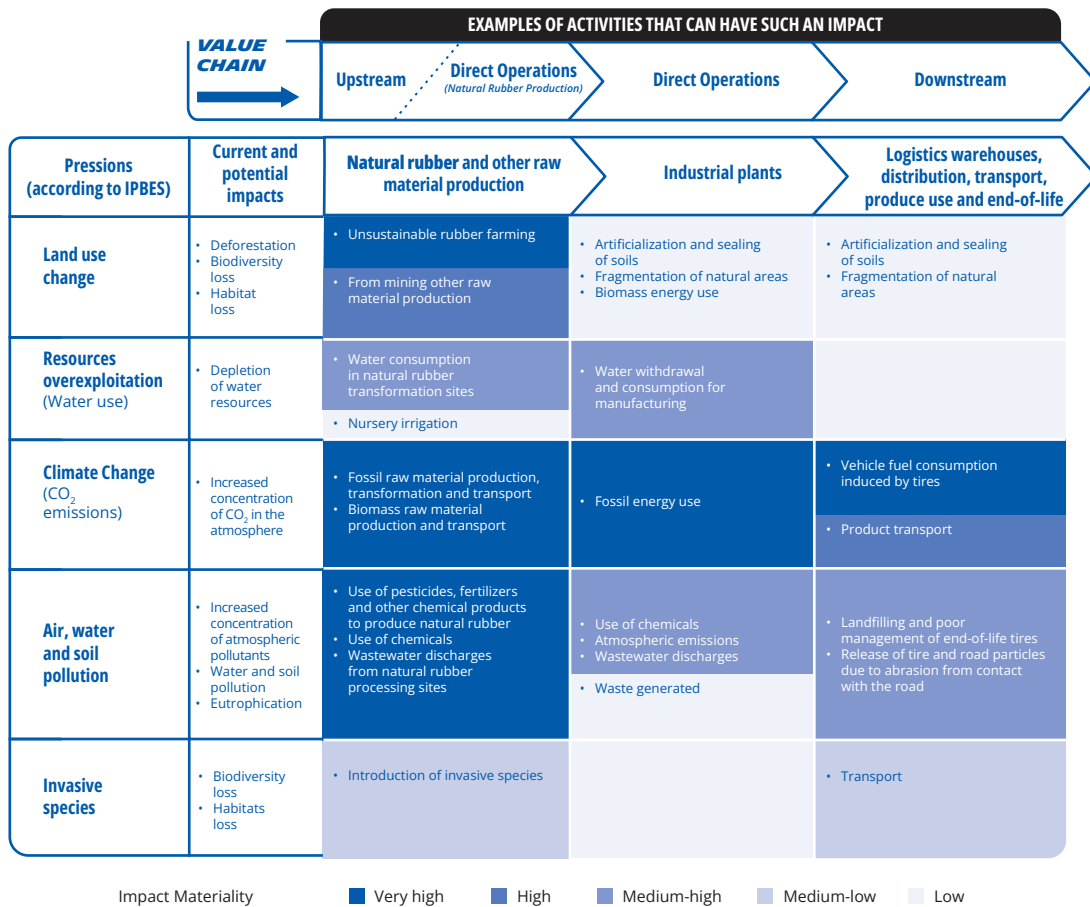 EXAMPLES OF ACTIVITIES THAT CAN HAVE SUCH AN IMPACT
VALUE
CHAIN
Upstream
Direct Operations
(Natural Rubber Production)
Direct Operations
Downstream
Pressions
(according to IPBES)
Current and
potential
impacts
Natural rubber and other raw
material production
Industrial plants
Logistics warehouses,
distribution, transport,
produce use and end-of-life
Land use
change
• Deforestation
• Biodiversity
loss
• Habitat
loss
• Unsustainable rubber farming
• From mining other raw
material production
• Artificialization and sealing
of soils
• Fragmentation of natural areas
• Biomass energy use
• Artificialization and sealing
of soils
• Fragmentation of natural
areas
Resources
overexploitation
(Water use)
• Depletion
of water
resources
• Water consumption
in natural rubber
transformation sites
• Nursery irrigation
• Water withdrawal
and consumption for
manufacturing
Climate Change
(CO2
emissions)
• Increased
concentration
of CO2 in the
atmosphere
• Fossil raw material production,
transformation and transport
• Biomass raw material
production and transport
• Fossil energy use
• Vehicle fuel consumption
induced by tires
• Product transport
Air, water
and soil
pollution
• Increased
concentration
of atmospheric
pollutants
• Water and soil
pollution
• Eutrophication
• Use of pesticides, fertilizers
and other chemical products
to produce natural rubber
• Use of chemicals
• Wastewater discharges
from natural rubber
processing sites
• Use of chemicals
• Atmospheric emissions
• Wastewater discharges
• Waste generated
• Landfilling and poor
management of end-of-life tires
• Release of tire and road particles
due to abrasion from contact
with the road
Invasive
species
• Biodiversity
loss
• Habitats
loss
• Introduction of invasive species
• Transport
Impact Materiality
Very high
High
Medium-high
Medium-low
Low